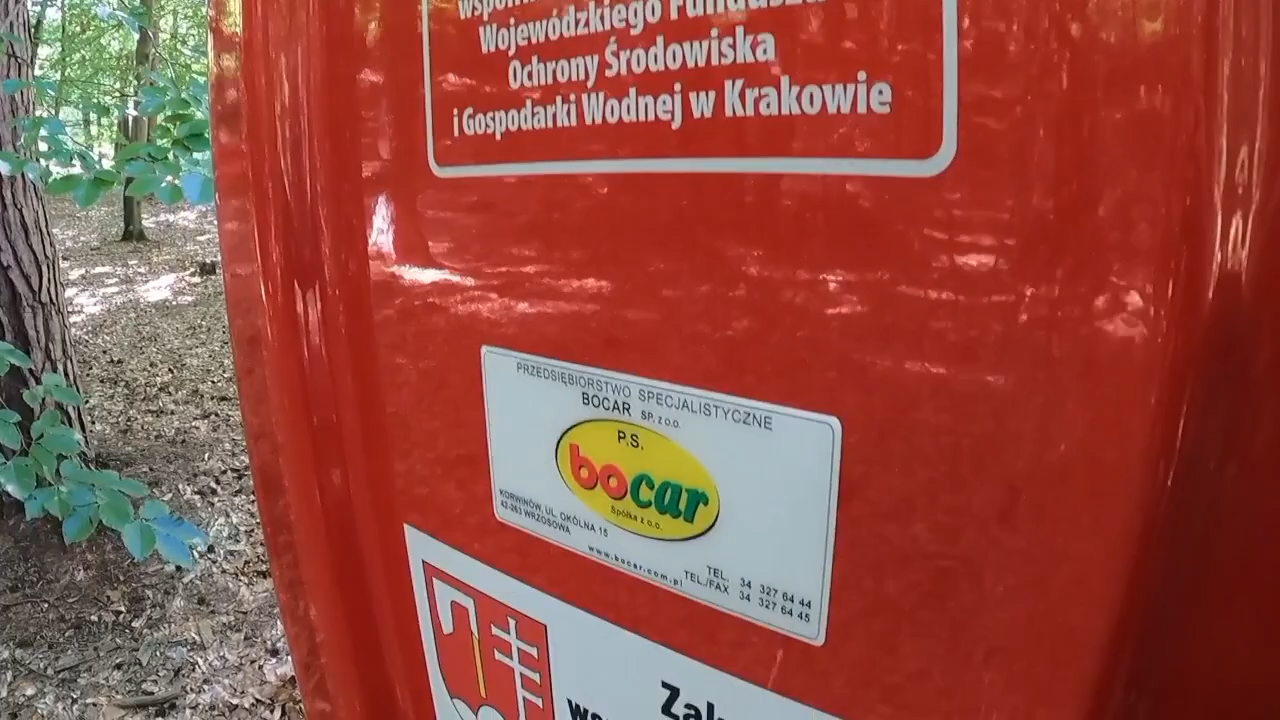 Wojewódzkiego Funduszu
Ochrony Środowiska
i Gospodarki Wodnej w Krakowie
PRZEDSIĘBIORSTWO SPECJALISTYCZNE
BOCAR SP. Z O.O.
P.S.
bocar
Spółka z o.o.
KORWINÓW, UL. OKÓLNA 15
42-263 WRZOSOWA
www.bocar.com.pl
TEL. 34 327 64 44
TEL./FAX 34 327 64 45